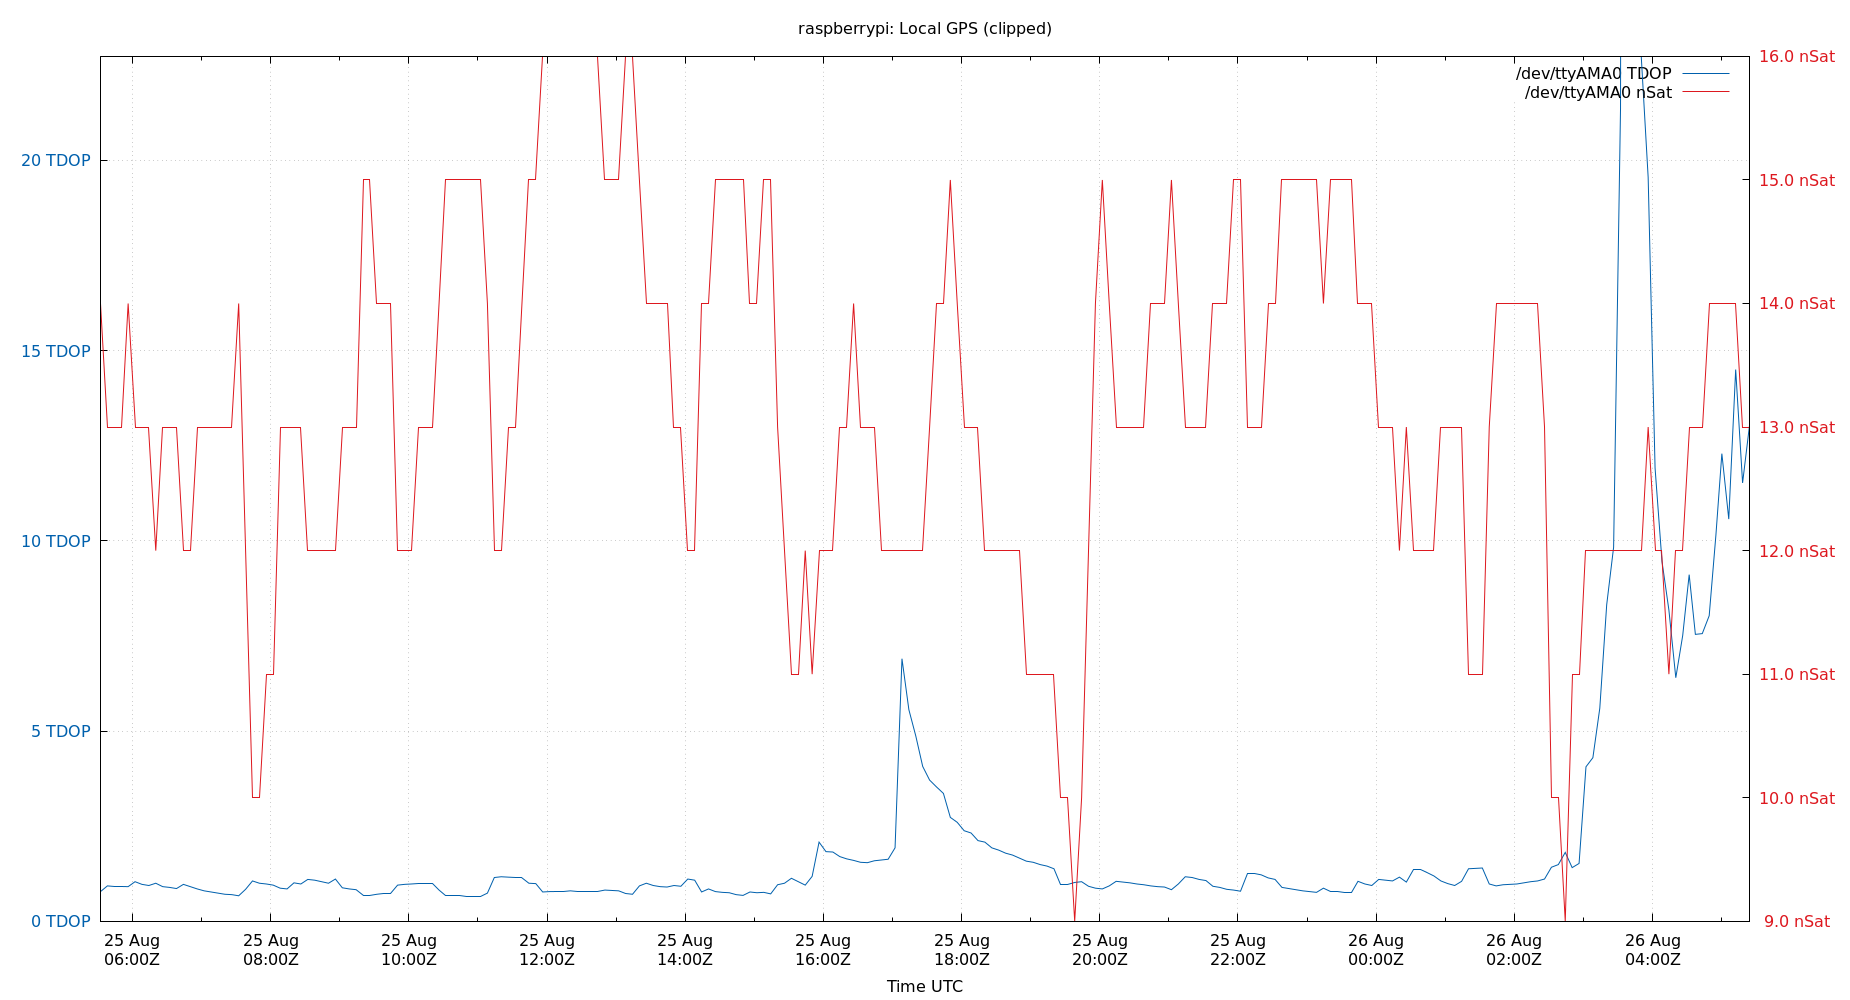 raspberrypi: Local GPS (clipped)
/dev/ttyAMA0 TDOP
/dev/ttyAMA0 nSat
20 TDOP
15 TDOP
10 TDOP
5 TDOP
0 TDOP
16.0 nSat
15.0 nSat
14.0 nSat
13.0 nSat
12.0 nSat
11.0 nSat
10.0 nSat
9.0 nSat
25 Aug 25 Aug 25 Aug 25 Aug 25 Aug 25 Aug 25 Aug 25 Aug 25 Aug 26 Aug 26 Aug 26 Aug
06:00Z 08:00Z 10:00Z 12:00Z 14:00Z 16:00Z 18:00Z 20:00Z 22:00Z 00:00Z 02:00Z 04:00Z
Time UTC